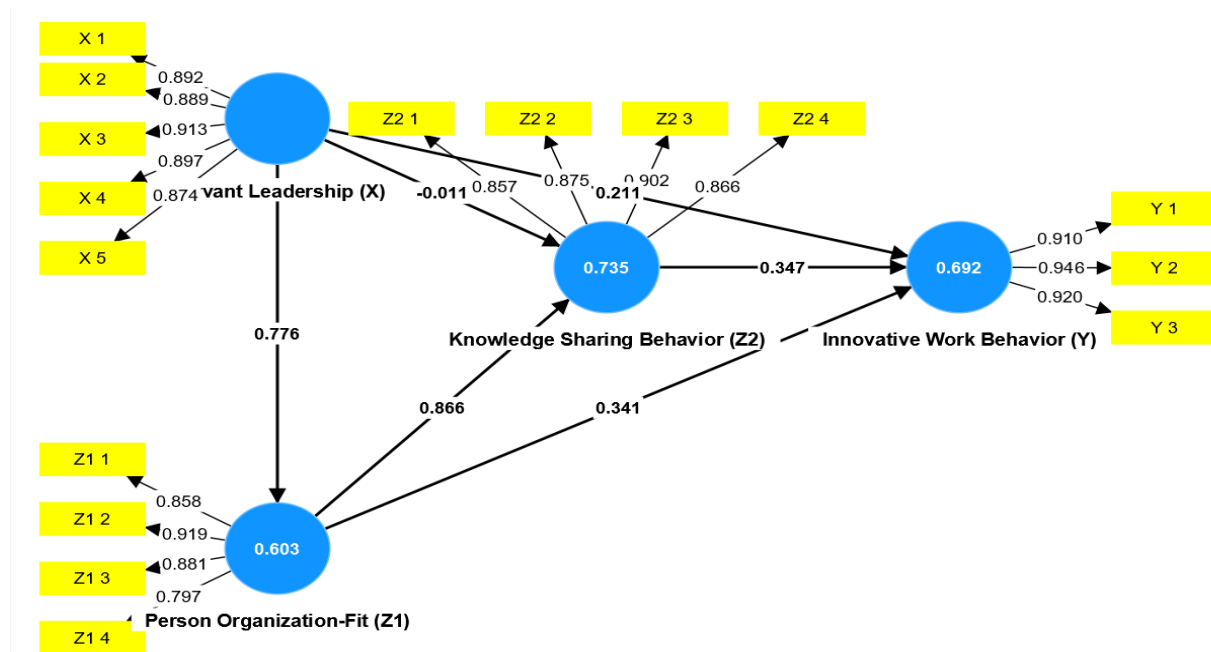 X 1
0.892
X 2
0.889
X 3
0.913
X 4
0.897
X 5
0.874
vant Leadership (X)
Z2 1
Z2 2
Z2 3
Z2 4
0.857
0.875
0.902
0.866
-0.011
0.211
0.735
0.347
0.692
Y 1
0.910
Y 2
0.946
Y 3
0.920
Knowledge Sharing Behavior (Z2)
Innovative Work Behavior (Y)
0.776
0.866
0.341
Z1 1
0.858
Z1 2
0.919
Z1 3
0.881
Z1 4
0.797
0.603
Person Organization-Fit (Z1)